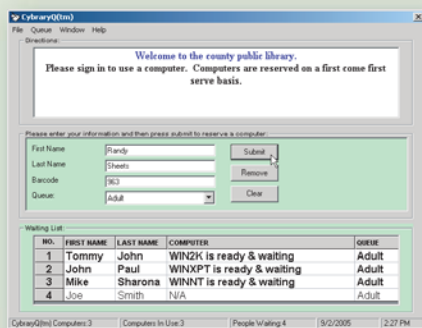 CybraryQ(tm)
File Queue Window Help
Directions:
Welcome to the county public library.
Please sign in to use a computer. Computers are reserved on a first come first
serve basis.
Please enter your information and then press submit to reserve a computer:
First Name Randy Submit
Last Name Sheets Remove
Barcode 963
Queue: Adult Clear
Waiting List:
NO. FIRST NAME LAST NAME COMPUTER QUEUE
1 Tommy John WIN2K is ready & waiting Adult
2 John Paul WINXPT is ready & waiting Adult
3 Mike Sharona WINNT is ready & waiting Adult
4 Joe Smith N/A Adult
CybraryQ(tm) Computers:3 Computers In Use:3 People Waiting:4 9/2/2005 2:27 PM